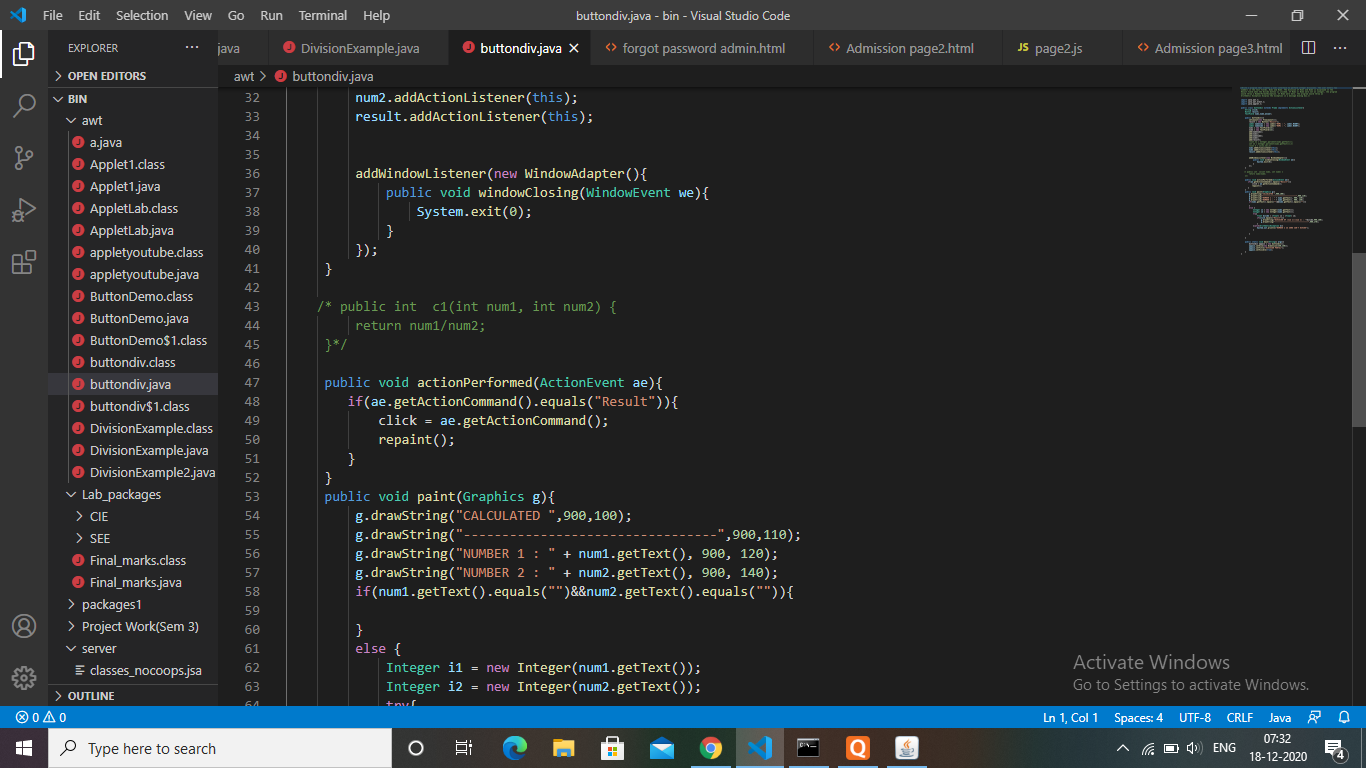 File Edit Selection View Go Run Terminal Help buttondiv.java - bin - Visual Studio Code
EXPLORER ··· java DivisionExample.java buttondiv.java forgot password admin.html Admission page2.html JS page2.js Admission page3.html ···
OPEN EDITORS
awt > buttondiv.java
BIN
awt
a.java
Applet1.class
Applet1.java
AppletLab.class
AppletLab.java
appletyoutube.class
appletyoutube.java
ButtonDemo.class
ButtonDemo.java
ButtonDemo$1.class
buttondiv.class
buttondiv.java
buttondiv$1.class
DivisionExample.class
DivisionExample.java
DivisionExample2.java
Lab_packages
CIE
SEE
Final_marks.class
Final_marks.java
packages1
Project Work(Sem 3)
server
classes_nocoops.jsa
OUTLINE
32 num2.addActionListener(this);
33 result.addActionListener(this);
34
35
36 addWindowListener(new WindowAdapter(){
37 public void windowClosing(WindowEvent we){
38 System.exit(0);
39 }
40 });
41 }
42
43 /* public int  c1(int num1, int num2) {
44 return num1/num2;
45 }*/
46
47 public void actionPerformed(ActionEvent ae){
48 if(ae.getActionCommand().equals("Result")){
49 click = ae.getActionCommand();
50 repaint();
51 }
52 }
53 public void paint(Graphics g){
54 g.drawString("CALCULATED ",900,100);
55 g.drawString("---------------------------------",900,110);
56 g.drawString("NUMBER 1 : " + num1.getText(), 900, 120);
57 g.drawString("NUMBER 2 : " + num2.getText(), 900, 140);
58 if(num1.getText().equals("")&&num2.getText().equals("")){
59
60 }
61 else {
62 Integer i1 = new Integer(num1.getText());
63 Integer i2 = new Integer(num2.getText());
64 try{
Activate Windows
Go to Settings to activate Windows.
0 0 Ln 1, Col 1 Spaces: 4 UTF-8 CRLF Java
Type here to search
ENG
07:32
18-12-2020
4